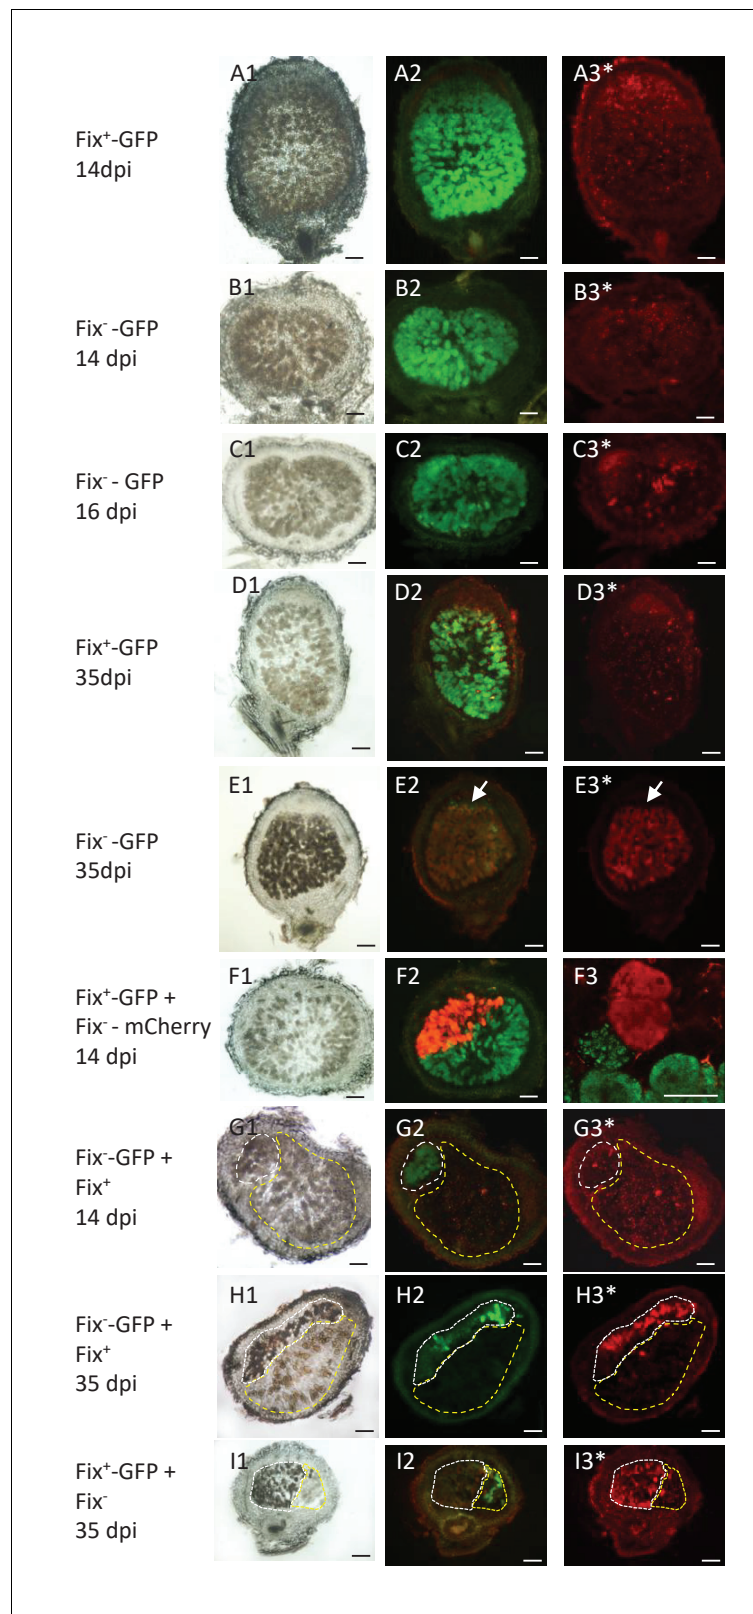 A1 A2 A3*
Fix⁺-GFP
14dpi
B1 B2 B3*
Fix⁻ -GFP
14 dpi
C1 C2 C3*
Fix⁻ - GFP
16 dpi
D1 D2 D3*
Fix⁺-GFP
35dpi
E1 E2 E3*
Fix⁻ -GFP
35dpi
F1 F2 F3
Fix⁺-GFP +
Fix⁻ - mCherry
14 dpi
G1 G2 G3*
Fix⁻-GFP +
Fix⁺
14 dpi
H1 H2 H3*
Fix⁻-GFP +
Fix⁺
35 dpi
I1 I2 I3*
Fix⁺-GFP +
Fix⁻
35 dpi